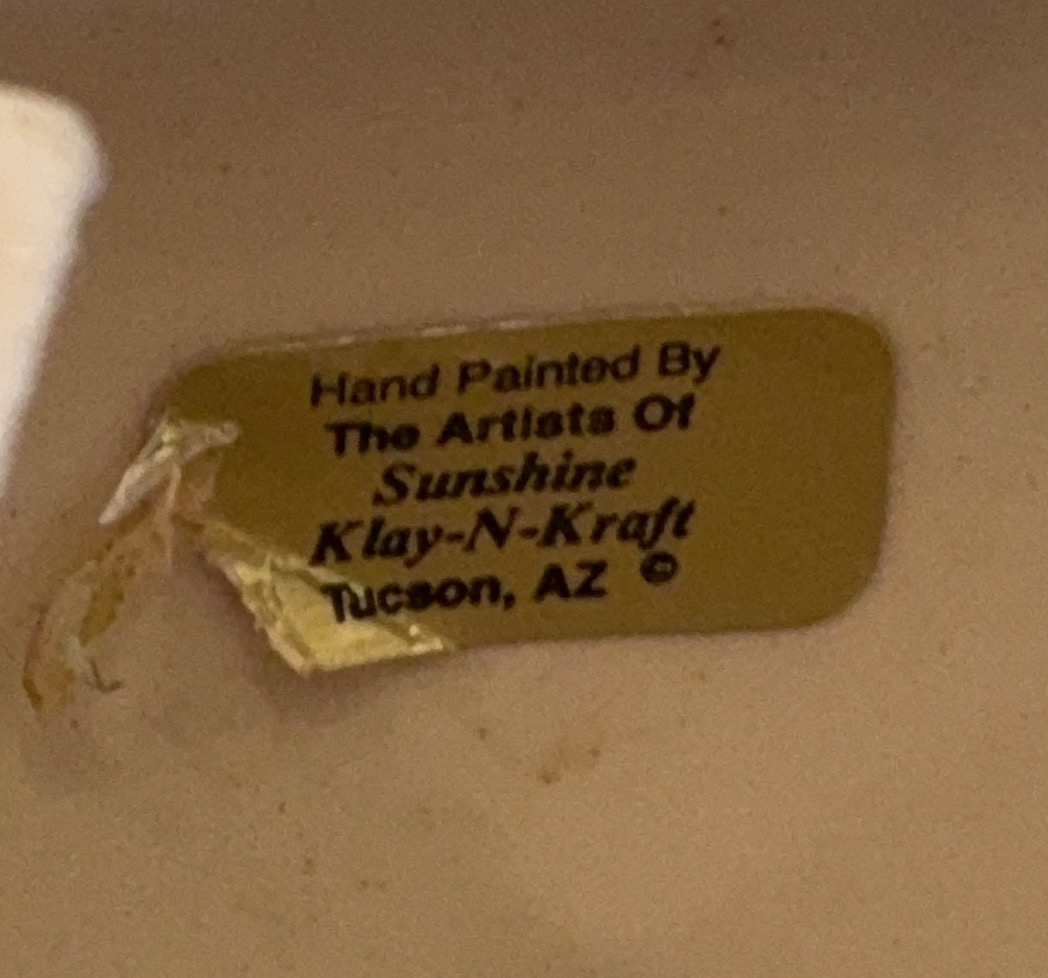 Hand Painted By
The Artists Of
Sunshine
Klay-N-Kraft
Tucson, AZ ©